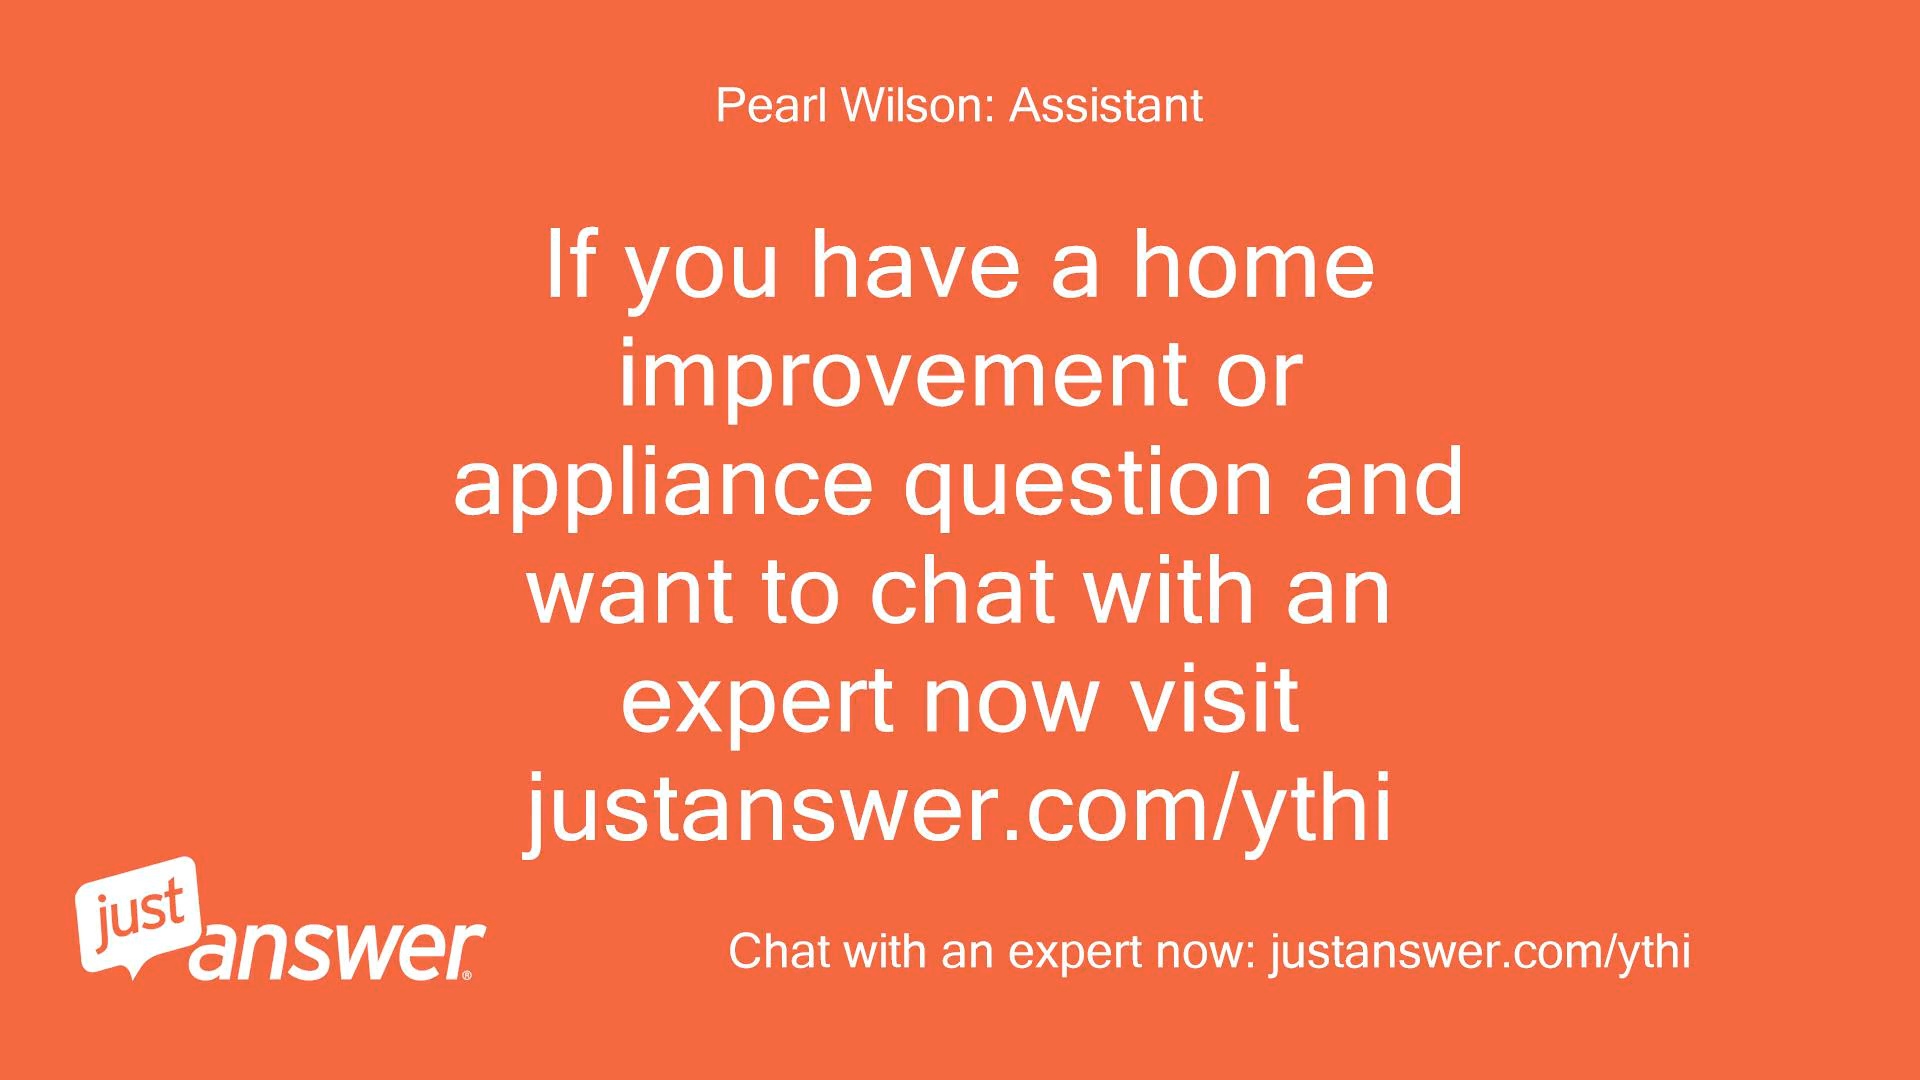 Pearl Wilson: Assistant
If you have a home
improvement or
appliance question and
want to chat with an
expert now visit
justanswer.com/ythi
just
answer®
Chat with an expert now: justanswer.com/ythi